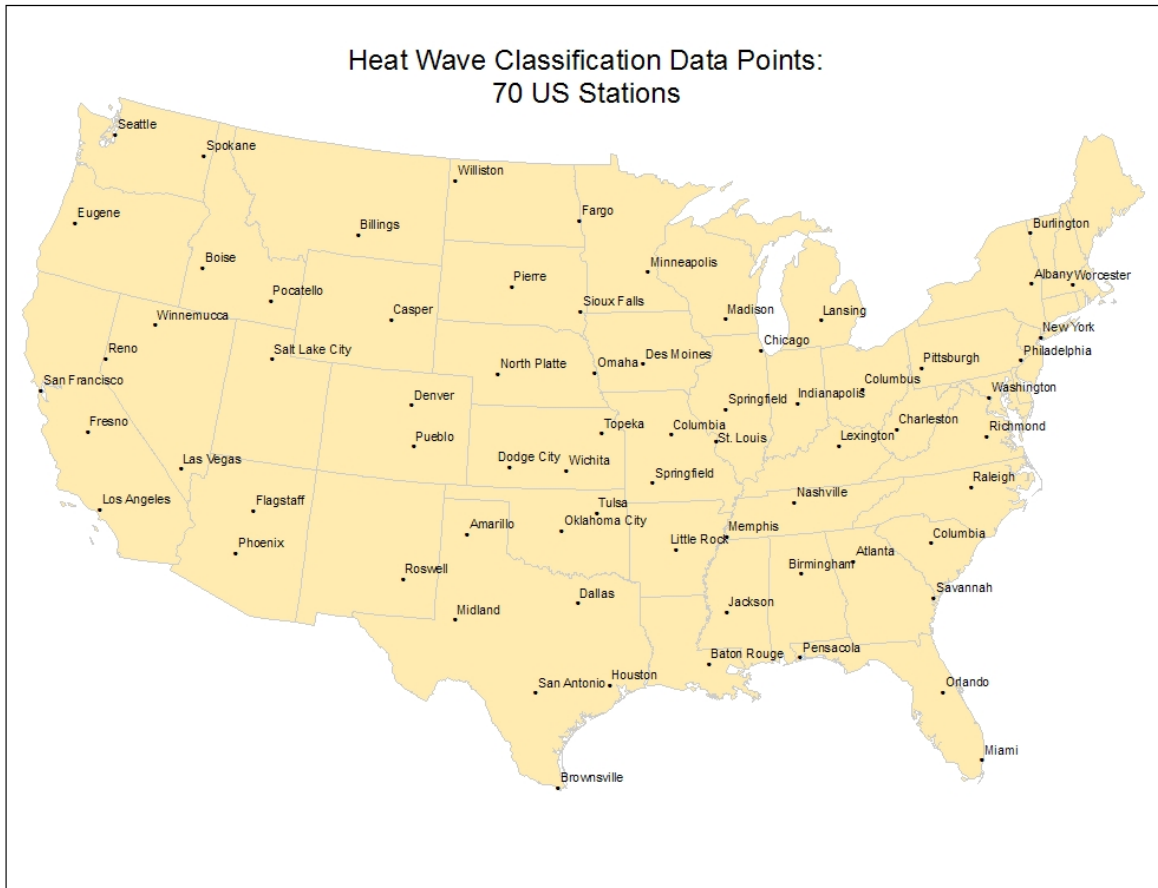 Heat Wave Classification Data Points:
70 US Stations
Seattle
Spokane
Williston
Fargo
Eugene
Billings
Burlington
Boise
Minneapolis
Pierre
Albany
Worcester
Pocatello
Casper
Sioux Falls
Madison
Lansing
Winnemucca
New York
Reno
Salt Lake City
North Platte
Omaha
Des Moines
Chicago
Pittsburgh
Philadelphia
San Francisco
Denver
Springfield
Indianapolis
Columbus
Washington
Fresno
Pueblo
Topeka
Columbia
St. Louis
Lexington
Charleston
Richmond
Las Vegas
Dodge City
Wichita
Springfield
Raleigh
Los Angeles
Flagstaff
Tulsa
Nashville
Amarillo
Oklahoma City
Little Rock
Memphis
Columbia
Phoenix
Roswell
Birmingham
Atlanta
Midland
Dallas
Jackson
Savannah
Baton Rouge
Pensacola
San Antonio
Houston
Orlando
Miami
Brownsville